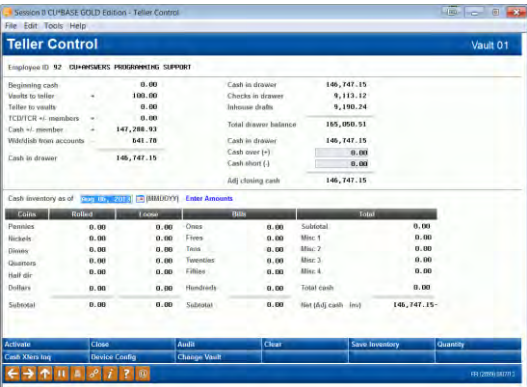 Session 0 CU*BASE GOLD Edition - Teller Control
File Edit Tools Help
Teller Control Vault 01
Employee ID 92 CU*ANSWERS PROGRAMMING SUPPORT
Beginning cash 0.00 Cash in drawer 146,747.15
Vaults to teller + 100.00 Checks in drawer 9,113.12
Teller to vaults 0.00 Inhouse drafts 9,190.24
TCD/TCR +/- members + 0.00 Total drawer balance 165,050.51
Cash +/- member + 147,288.93 Cash in drawer 146,747.15
Wdr/disb from accounts - 641.78 Cash over (+) 0.00
Cash short (-) 0.00
Cash in drawer 146,747.15 Adj closing cash 146,747.15
Cash inventory as of Aug 06, 2013 [MMDDYY] Enter Amounts
Coins Rolled Loose Bills Total
Pennies 0.00 0.00 Ones 0.00 Subtotal 0.00
Nickels 0.00 0.00 Fives 0.00 Misc 1 0.00
Dimes 0.00 0.00 Tens 0.00 Misc 2 0.00
Quarters 0.00 0.00 Twenties 0.00 Misc 3 0.00
Half dlr 0.00 0.00 Fifties 0.00 Misc 4 0.00
Dollars 0.00 0.00 Hundreds 0.00 Total cash 0.00
Subtotal 0.00 0.00 Subtotal 0.00 Net (Adj cash - Inv) 146,747.15-
Activate Close Audit Clear Save Inventory Quantity
Cash Xfers Inq Device Config Change Vault